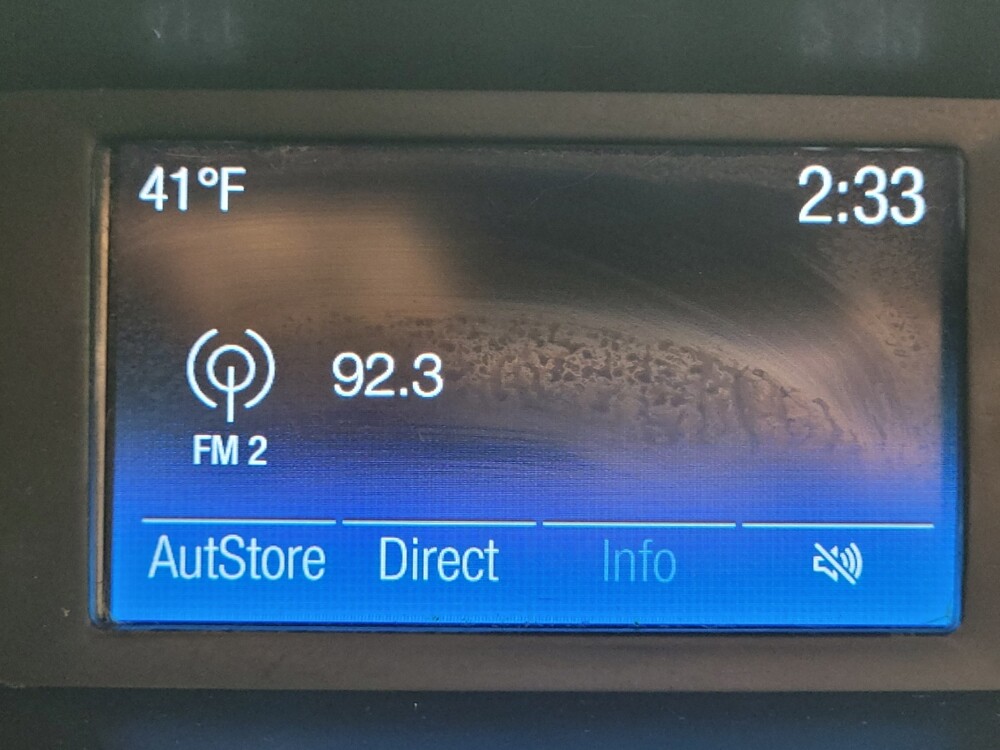 41°F 2:33
92.3
FM 2
AutStore Direct Info